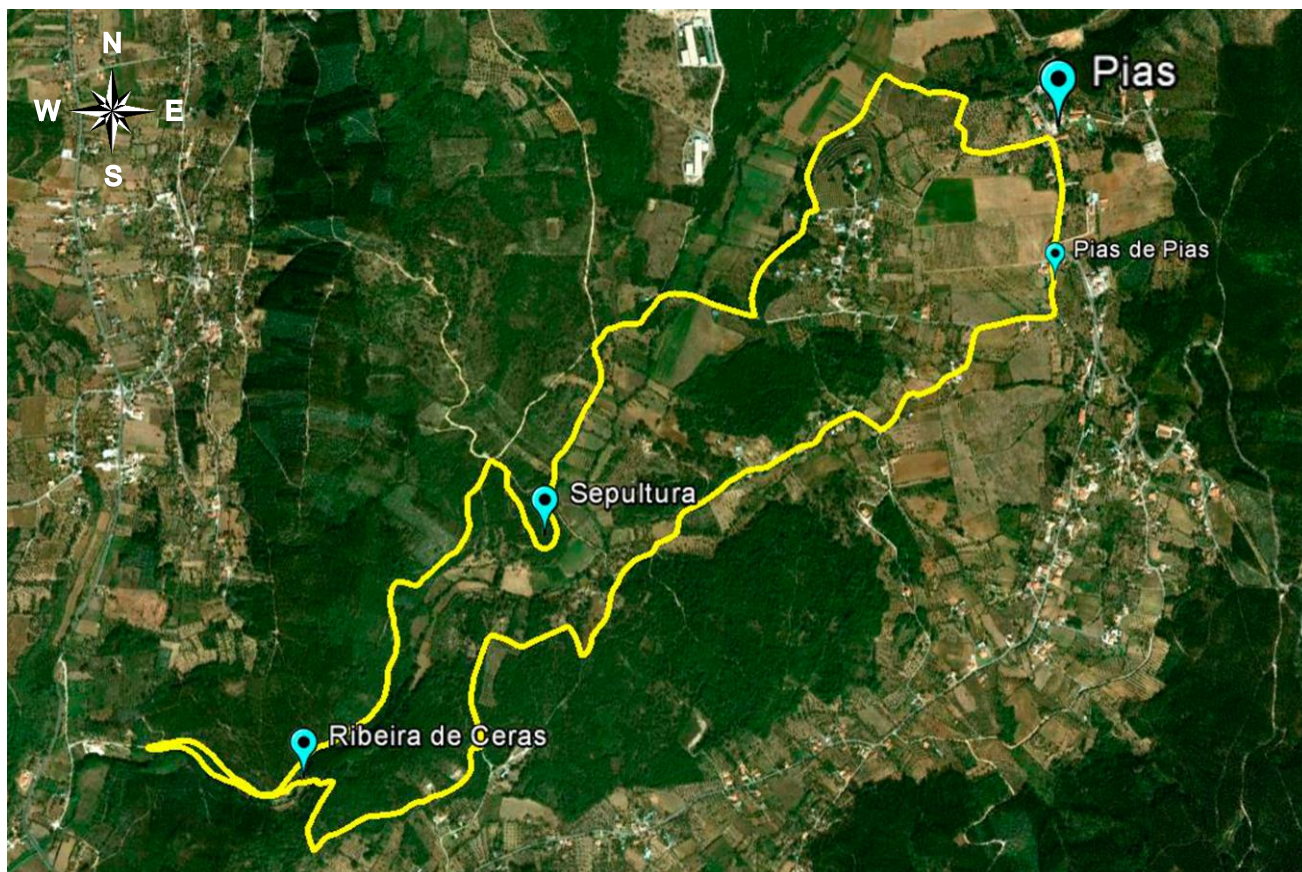 N
W E
S
Pias
Pias de Pias
Sepultura
Ribeira de Ceras